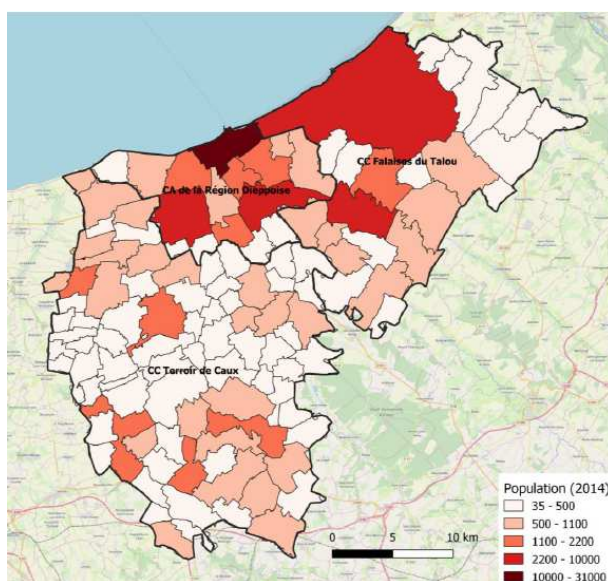 CC Falaises du Talou
CA de la Région Dieppoise
CC Terroir de Caux
Population (2014)
35 - 500
500 - 1100
1100 - 2200
2200 - 10000
10000 - 31000
0 5 10 km